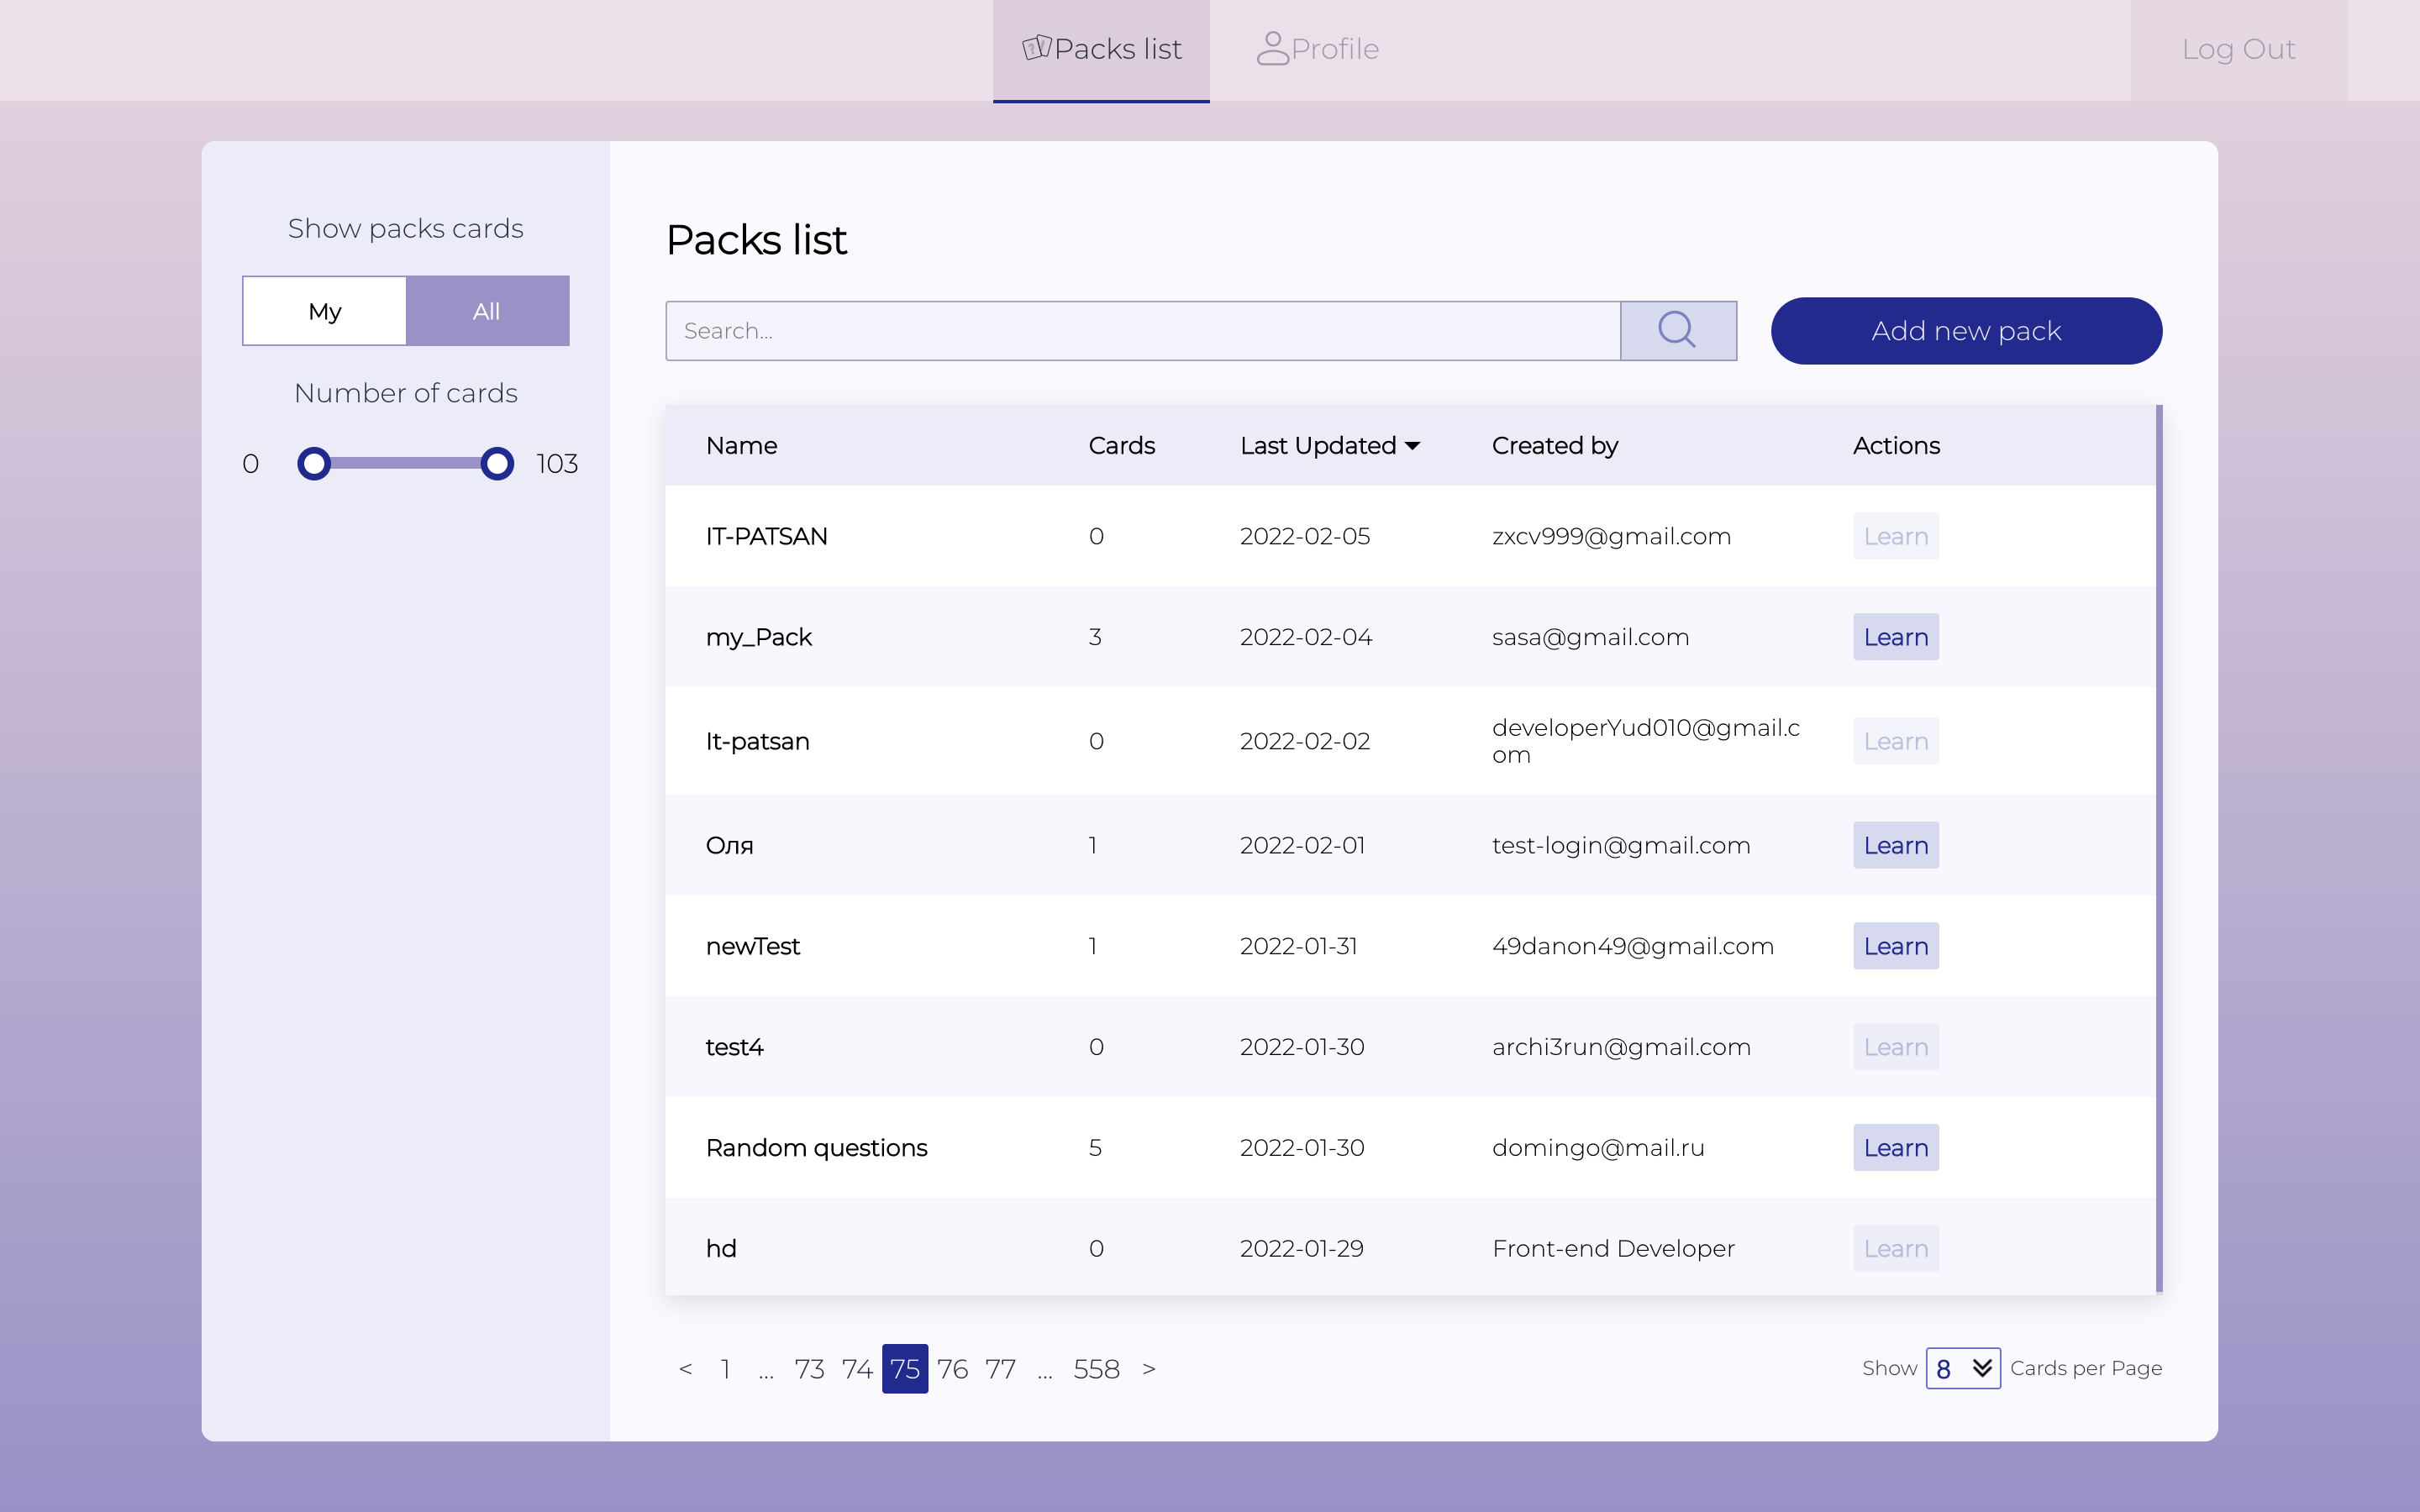 Packs list
Profile
Log Out
Show packs cards
My
All
Number of cards
0
103
Packs list
Search...
Add new pack
Name Cards Last Updated Created by Actions
IT-PATSAN 0 2022-02-05 zxcv999@gmail.com Learn
my_Pack 3 2022-02-04 sasa@gmail.com Learn
It-patsan 0 2022-02-02 developerYud010@gmail.c
om Learn
Оля 1 2022-02-01 test-login@gmail.com Learn
newTest 1 2022-01-31 49danon49@gmail.com Learn
test4 0 2022-01-30 archi3run@gmail.com Learn
Random questions 5 2022-01-30 domingo@mail.ru Learn
hd 0 2022-01-29 Front-end Developer Learn
< 1 ... 73 74 75 76 77 ... 558 >
Show 8 Cards per Page